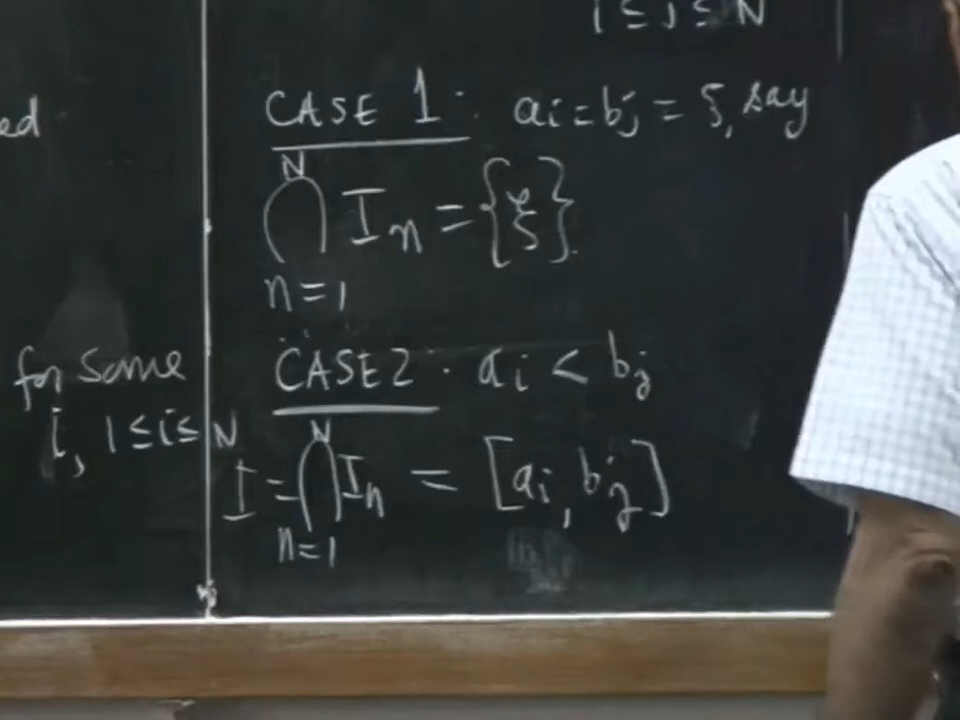 ed
for some
i, 1≤i≤N
1 ≤ j ≤ N
CASE 1: ai = bj = ξ, say
N
⋂ In = {ξ}.
n=1
CASE 2: ai < bj
N
I = ⋂ In = [ai, bj]
n=1